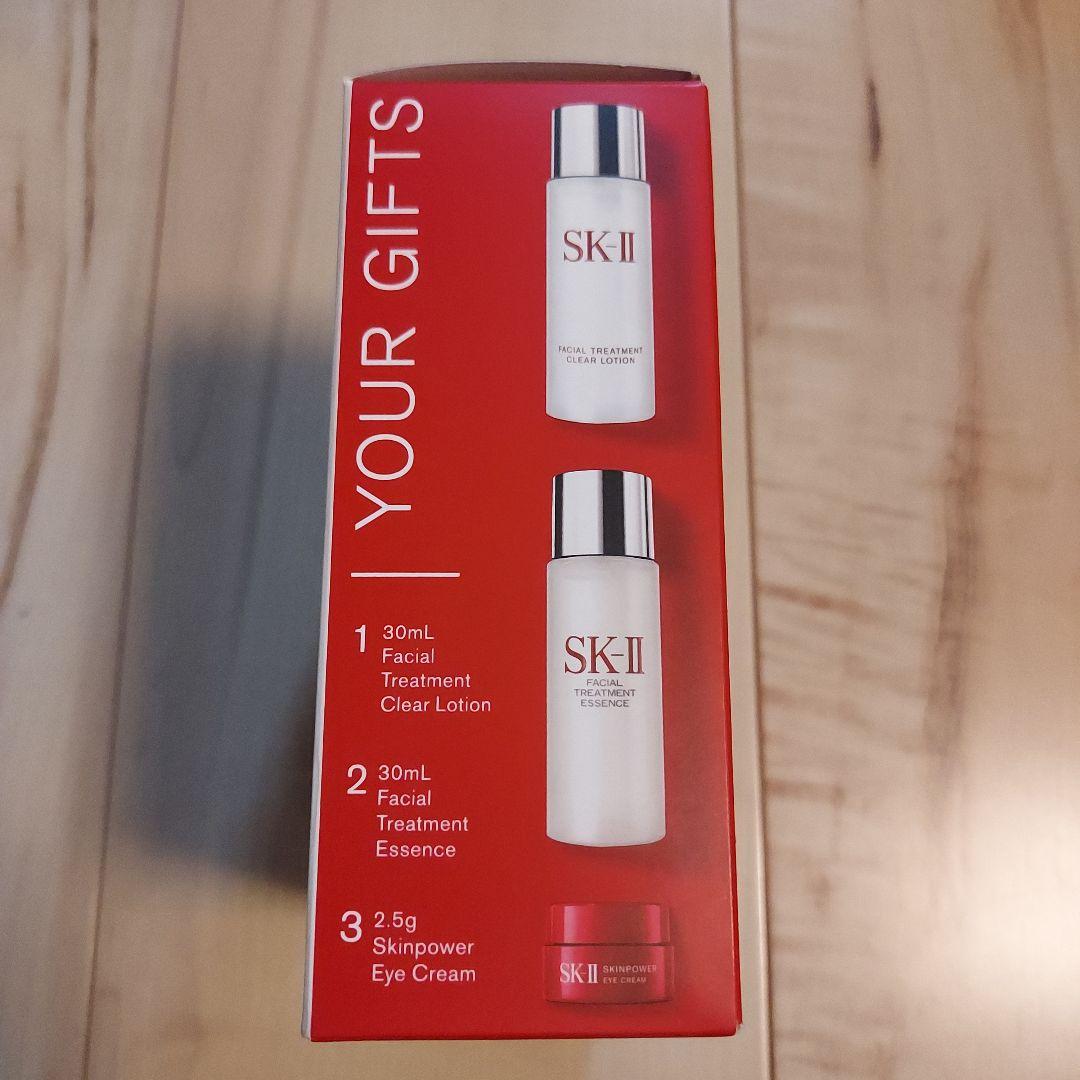 YOUR GIFTS
1 30mL
Facial
Treatment
Clear Lotion
2 30mL
Facial
Treatment
Essence
3 2.5g
Skinpower
Eye Cream
SK-II
FACIAL TREATMENT
CLEAR LOTION
SK-II
FACIAL
TREATMENT
ESSENCE
SK-II SKINPOWER
EYE CREAM